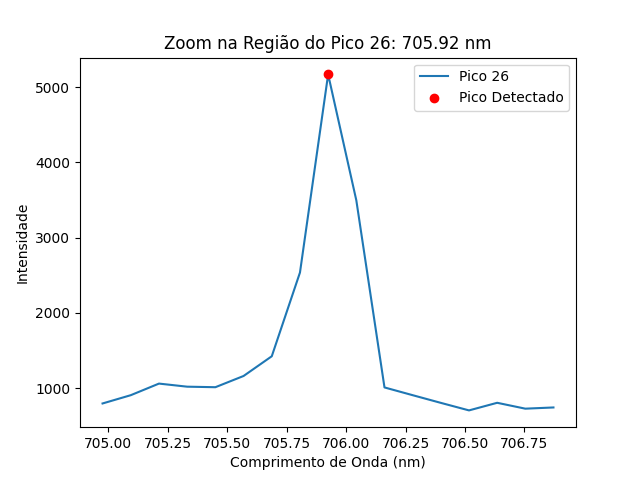 Zoom na Região do Pico 26: 705.92 nm
Pico 26
Pico Detectado
Intensidade
5000
4000
3000
2000
1000
705.00 705.25 705.50 705.75 706.00 706.25 706.50 706.75
Comprimento de Onda (nm)